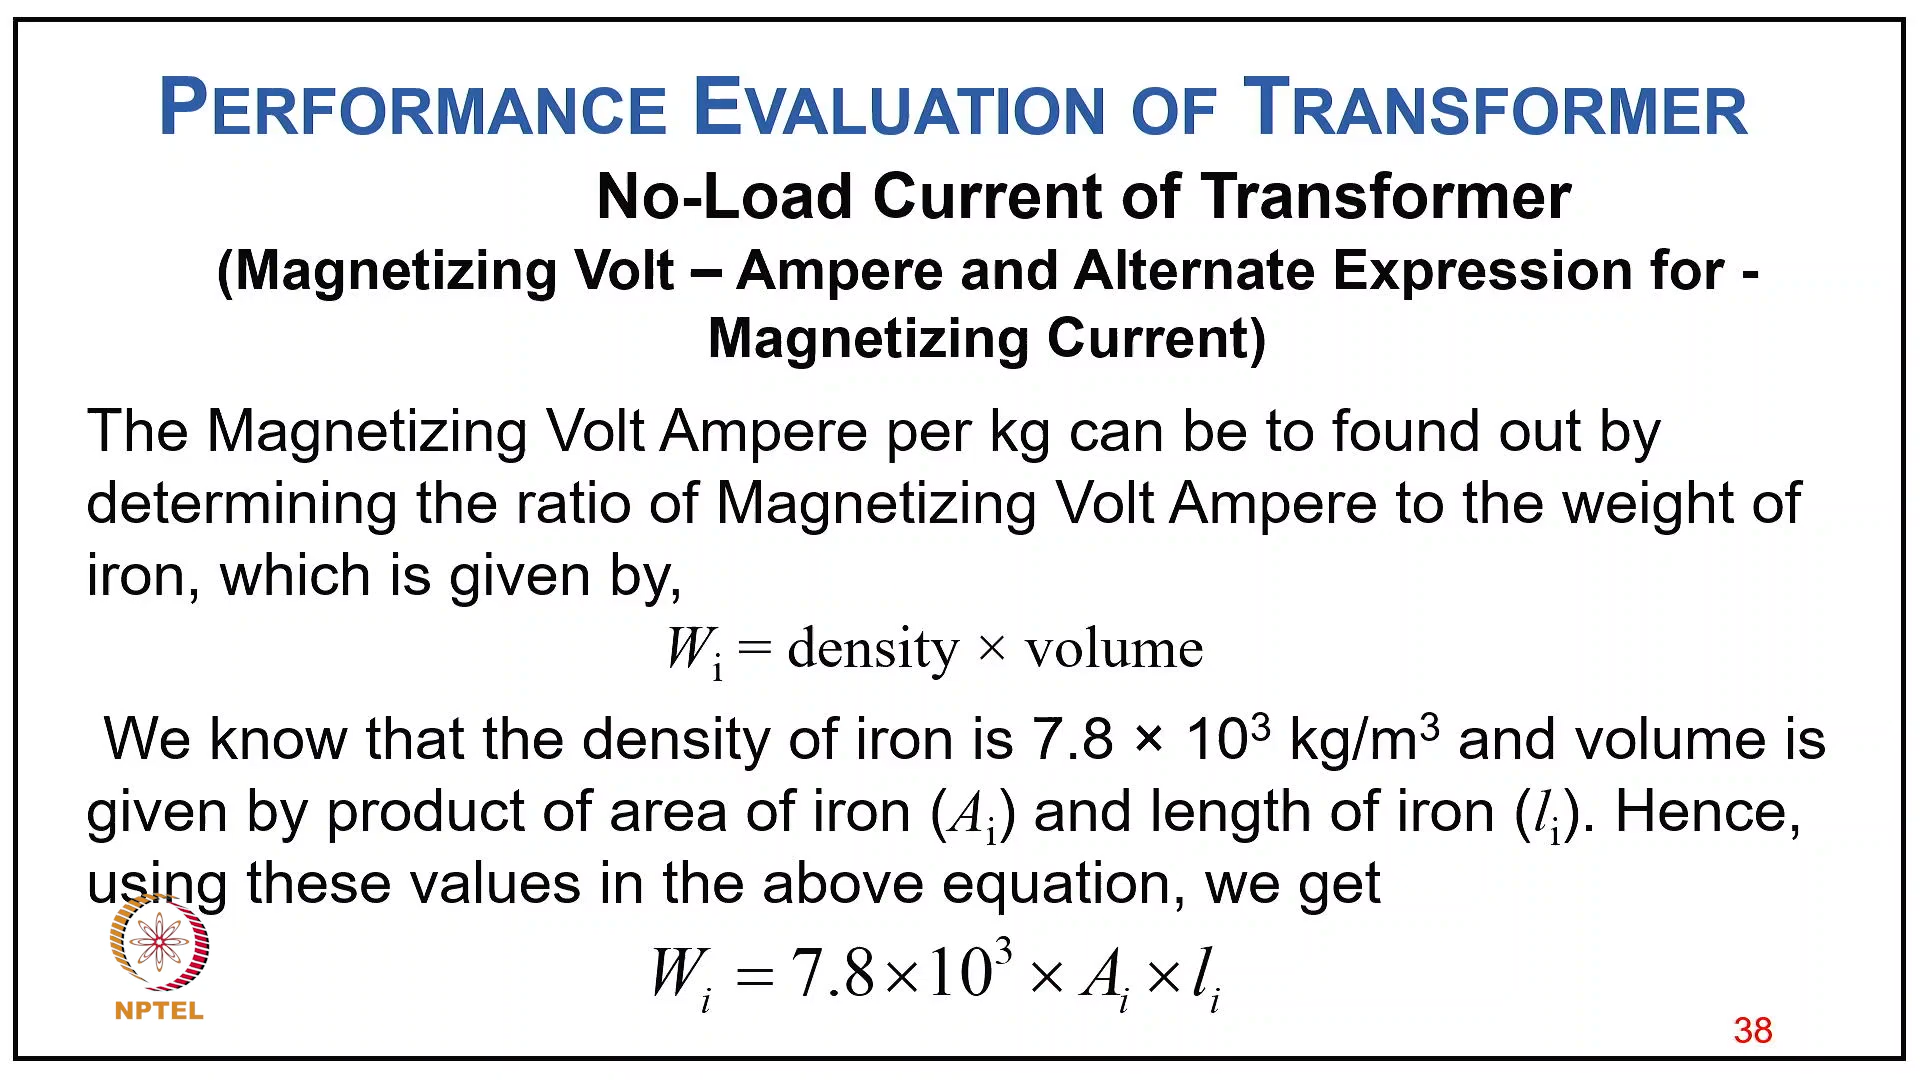 PERFORMANCE EVALUATION OF TRANSFORMER
No-Load Current of Transformer
(Magnetizing Volt – Ampere and Alternate Expression for -
Magnetizing Current)
The Magnetizing Volt Ampere per kg can be to found out by
determining the ratio of Magnetizing Volt Ampere to the weight of
iron, which is given by,
Wᵢ = density × volume
We know that the density of iron is 7.8 × 10³ kg/m³ and volume is
given by product of area of iron (Aᵢ) and length of iron (lᵢ). Hence,
using these values in the above equation, we get
Wᵢ = 7.8×10³ × Aᵢ × lᵢ
NPTEL
38